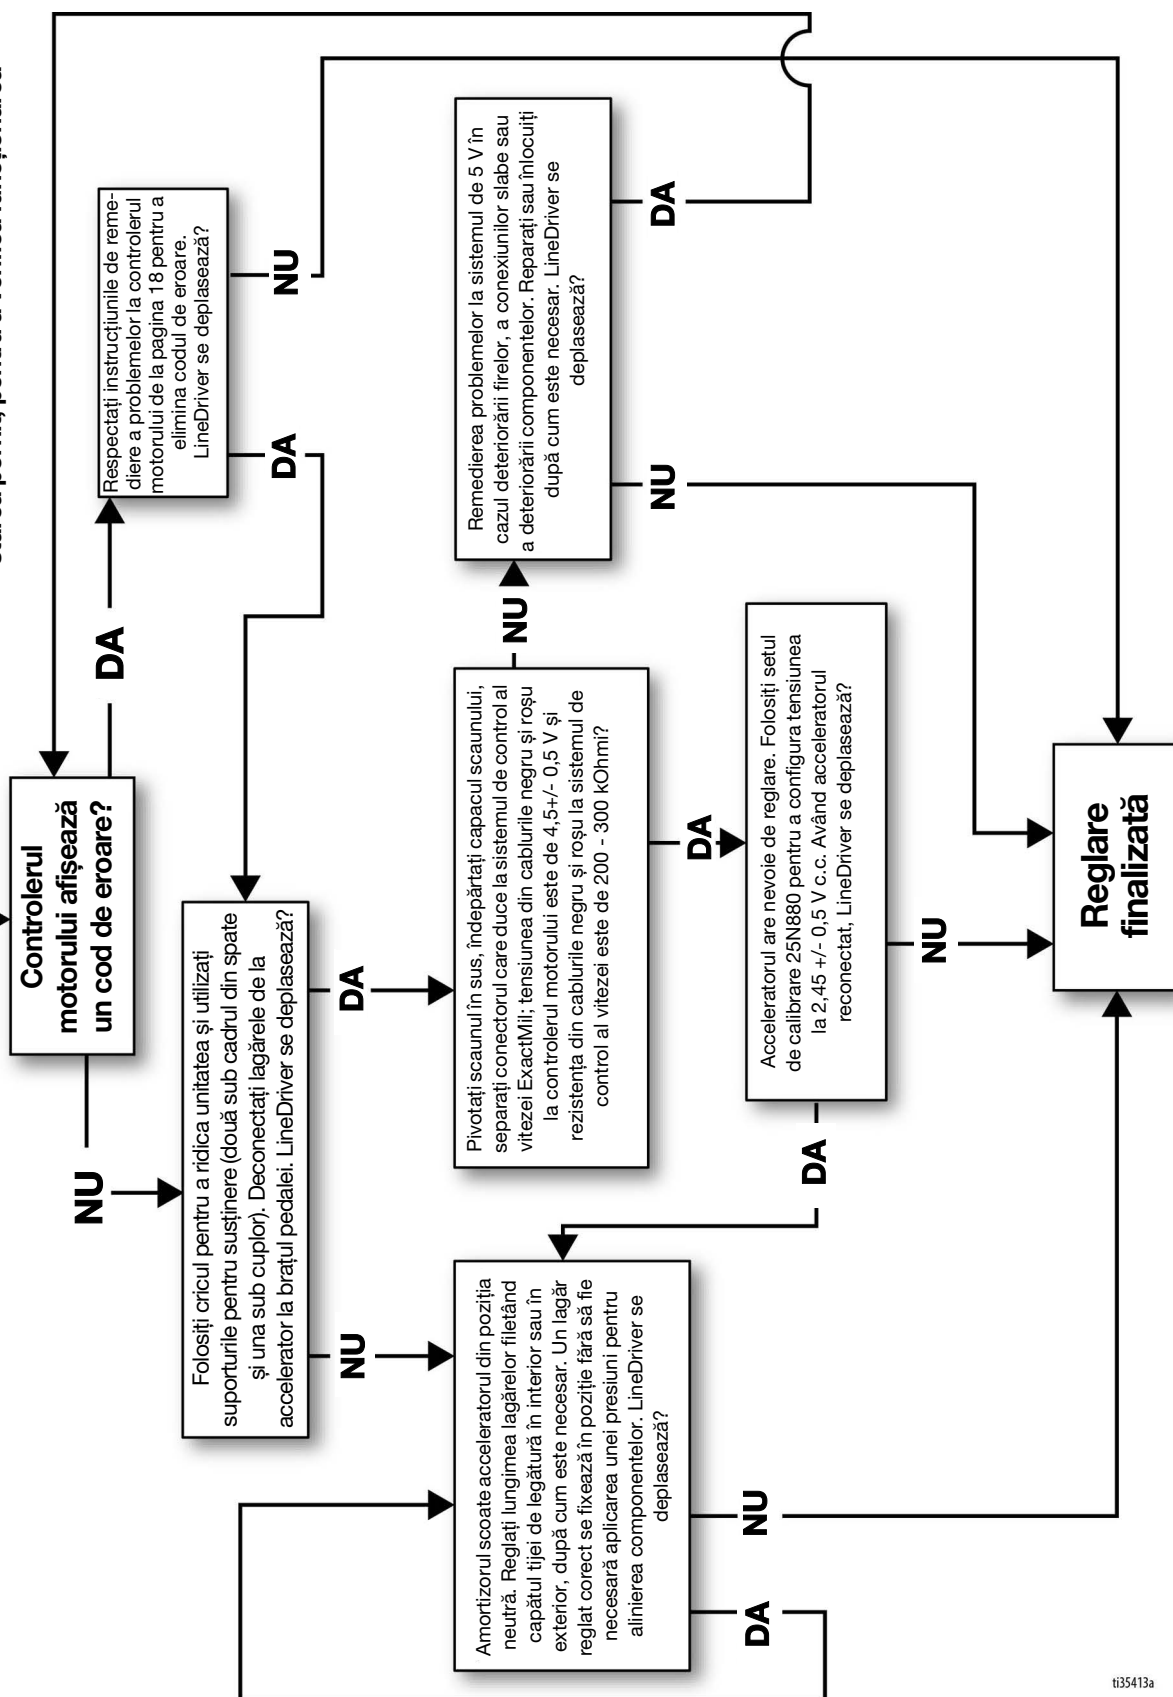 Controlerul
motorului afișează
un cod de eroare?
DA
NU
Respectați instrucțiunile de reme-
diere a problemelor la controlerul
motorului de la pagina 18 pentru a
elimina codul de eroare.
LineDriver se deplasează?
NU
DA
Folosiți cricul pentru a ridica unitatea și utilizați
suporturile pentru susținere (două sub cadrul din spate
și una sub cuplor). Deconectați lagărele de la
accelerator la brațul pedalei. LineDriver se deplasează?
NU
DA
Pivotați scaunul în sus, îndepărtați capacul scaunului,
separați conectorul care duce la sistemul de control al
vitezei ExactMil; tensiunea din cablurile negru și roșu
la controlerul motorului este de 4,5+/- 0,5 V și
rezistența din cablurile negru și roșu la sistemul de
control al vitezei este de 200 - 300 kOhmi?
NU
DA
Remedierea problemelor la sistemul de 5 V în
cazul deteriorării firelor, a conexiunilor slabe sau
a deteriorării componentelor. Reparați sau înlocuiți
după cum este necesar. LineDriver se
deplasează?
NU
DA
Acceleratorul are nevoie de reglare. Folosiți setul
de calibrare 25N880 pentru a configura tensiunea
la 2,45 +/- 0,5 V c.c. Având acceleratorul
reconectat, LineDriver se deplasează?
DA
NU
Amortizorul scoate acceleratorul din poziția
neutră. Reglați lungimea lagărelor filetând
capătul tijei de legătură în interior sau în
exterior, după cum este necesar. Un lagăr
reglat corect se fixează în poziție fără să fie
necesară aplicarea unei presiuni pentru
alinierea componentelor. LineDriver se
deplasează?
DA
NU
Reglare
finalizată
ti35413a